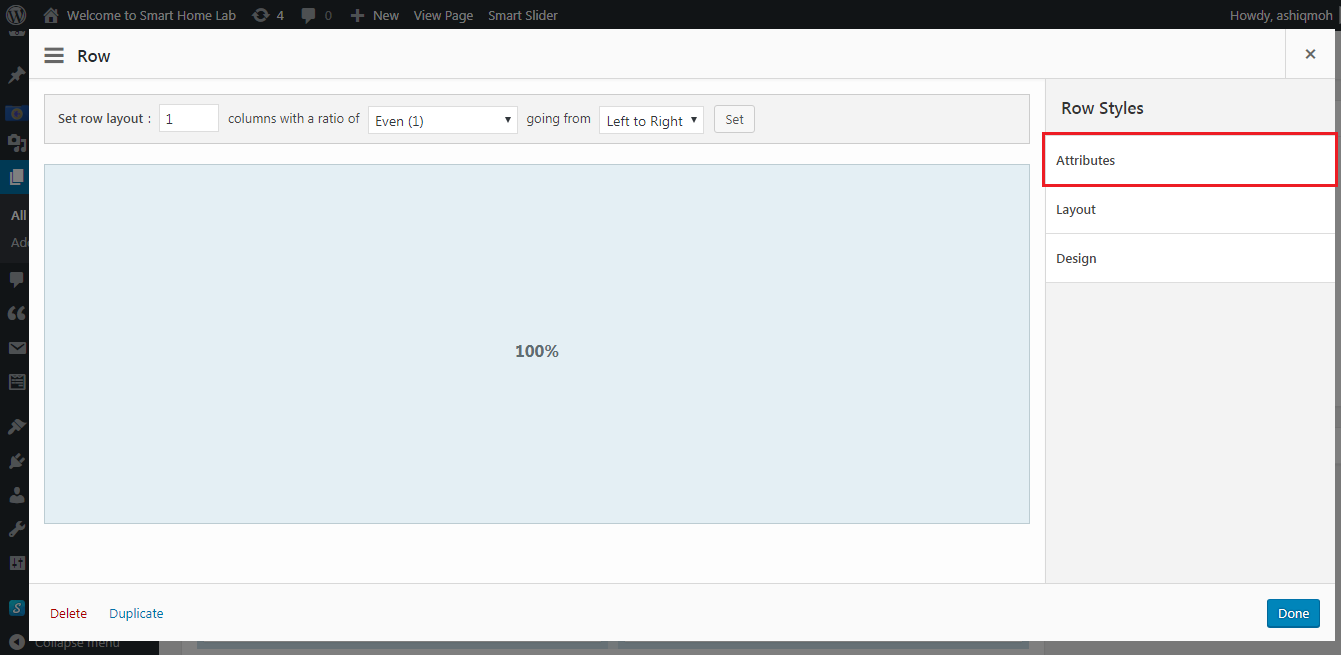 Welcome to Smart Home Lab 4 0 New View Page Smart Slider Howdy, ashiqmoh
Row
Set row layout : 1 columns with a ratio of Even (1) going from Left to Right Set
Row Styles
Attributes
Layout
Design
All
Add
100%
Delete Duplicate Done
Collapse menu